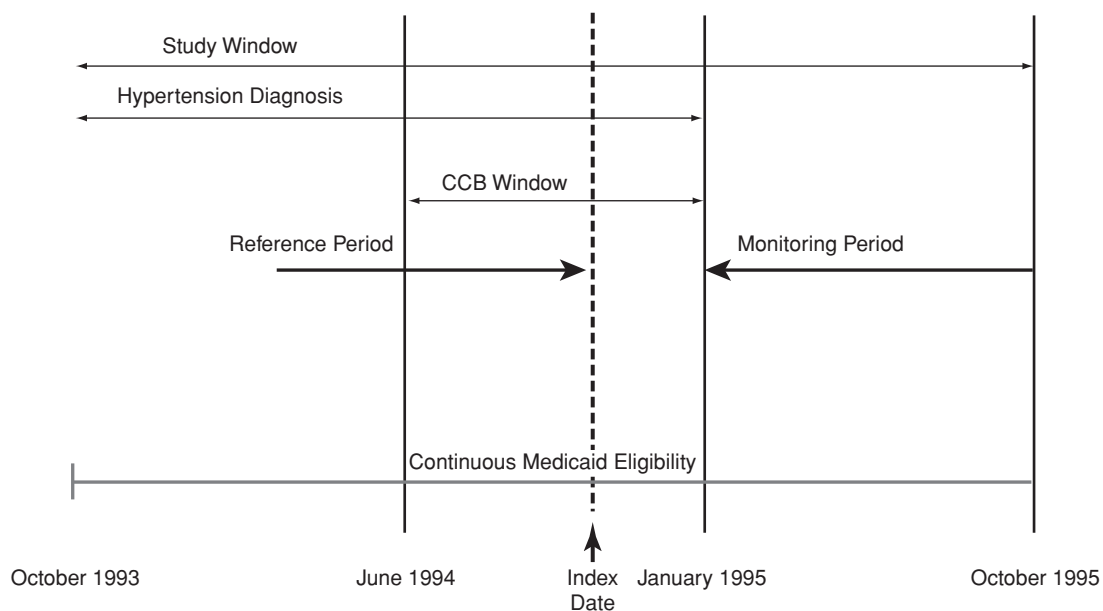 Study Window
Hypertension Diagnosis
CCB Window
Reference Period
Monitoring Period
Continuous Medicaid Eligibility
October 1993
June 1994
Index
Date
January 1995
October 1995